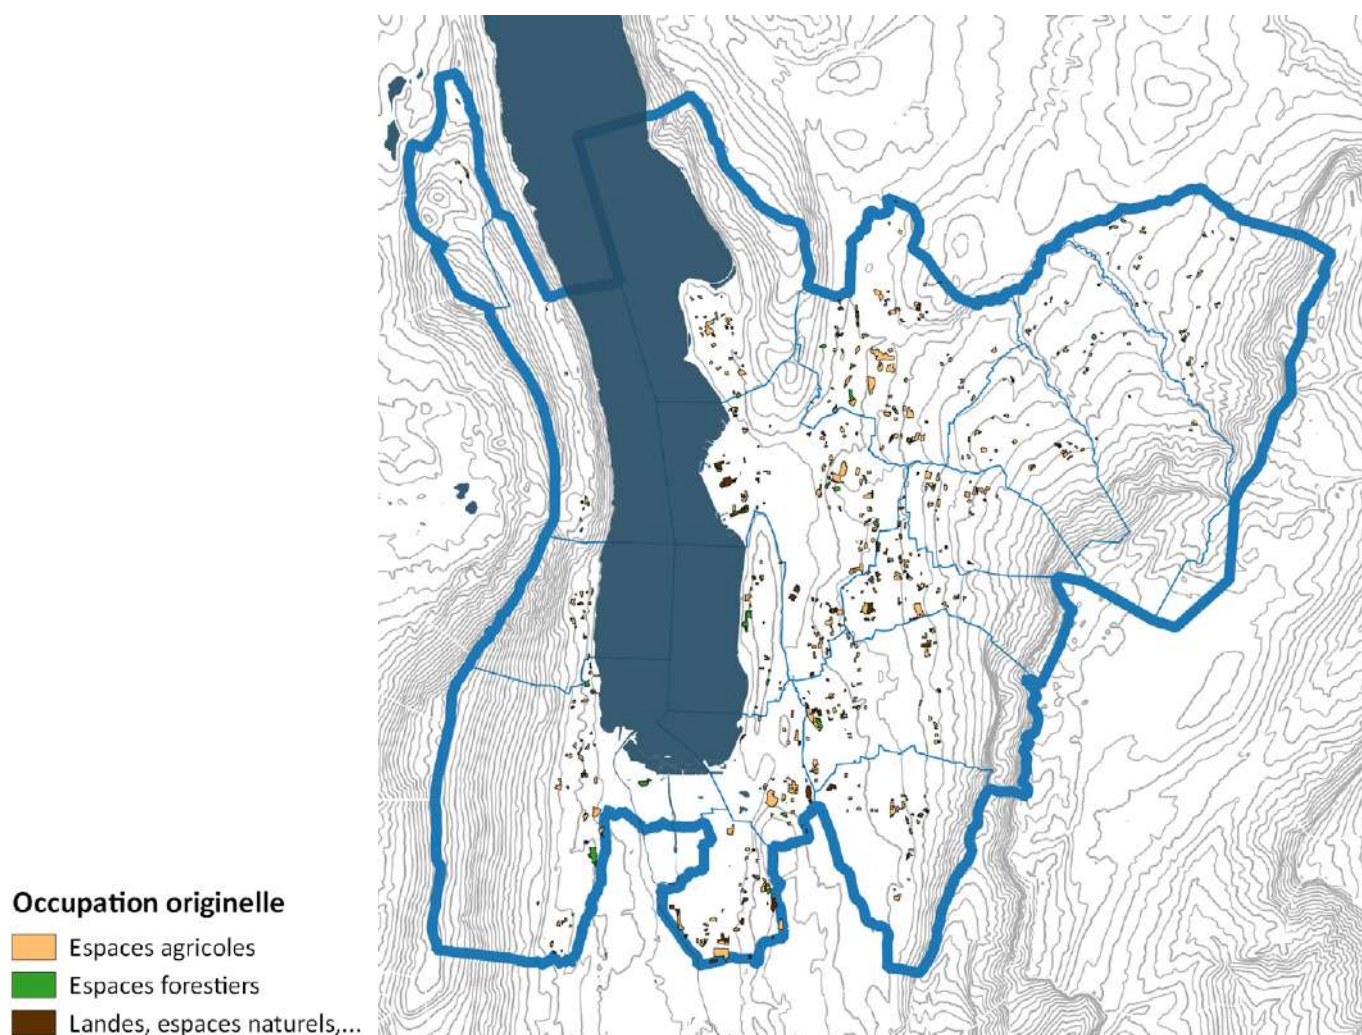 Occupation originelle
Espaces agricoles
Espaces forestiers
Landes, espaces naturels,...